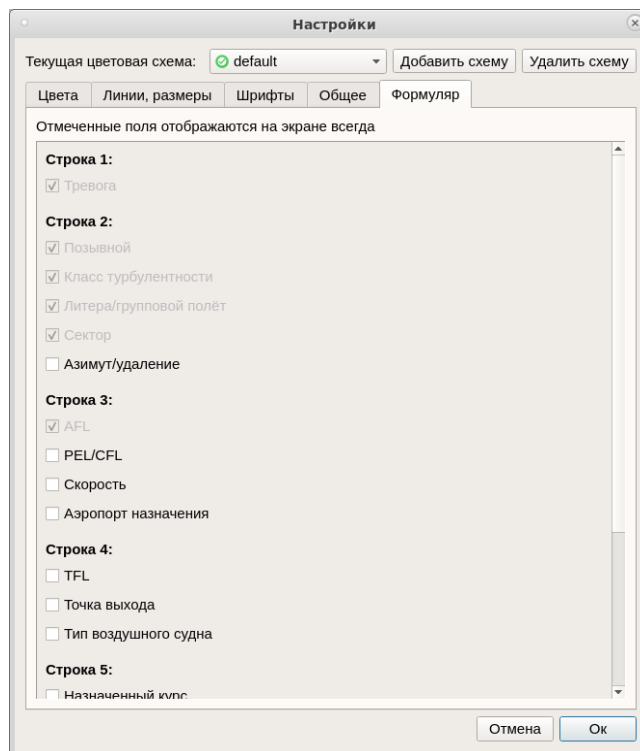 Настройки
Текущая цветовая схема: default Добавить схему Удалить схему
Цвета Линии, размеры Шрифты Общее Формуляр
Отмеченные поля отображаются на экране всегда
Строка 1:
Тревога
Строка 2:
Позывной
Класс турбулентности
Литера/групповой полёт
Сектор
Азимут/удаление
Строка 3:
AFL
PEL/CFL
Скорость
Аэропорт назначения
Строка 4:
TFL
Точка выхода
Тип воздушного судна
Строка 5:
Назначенный курс
Отмена Ок